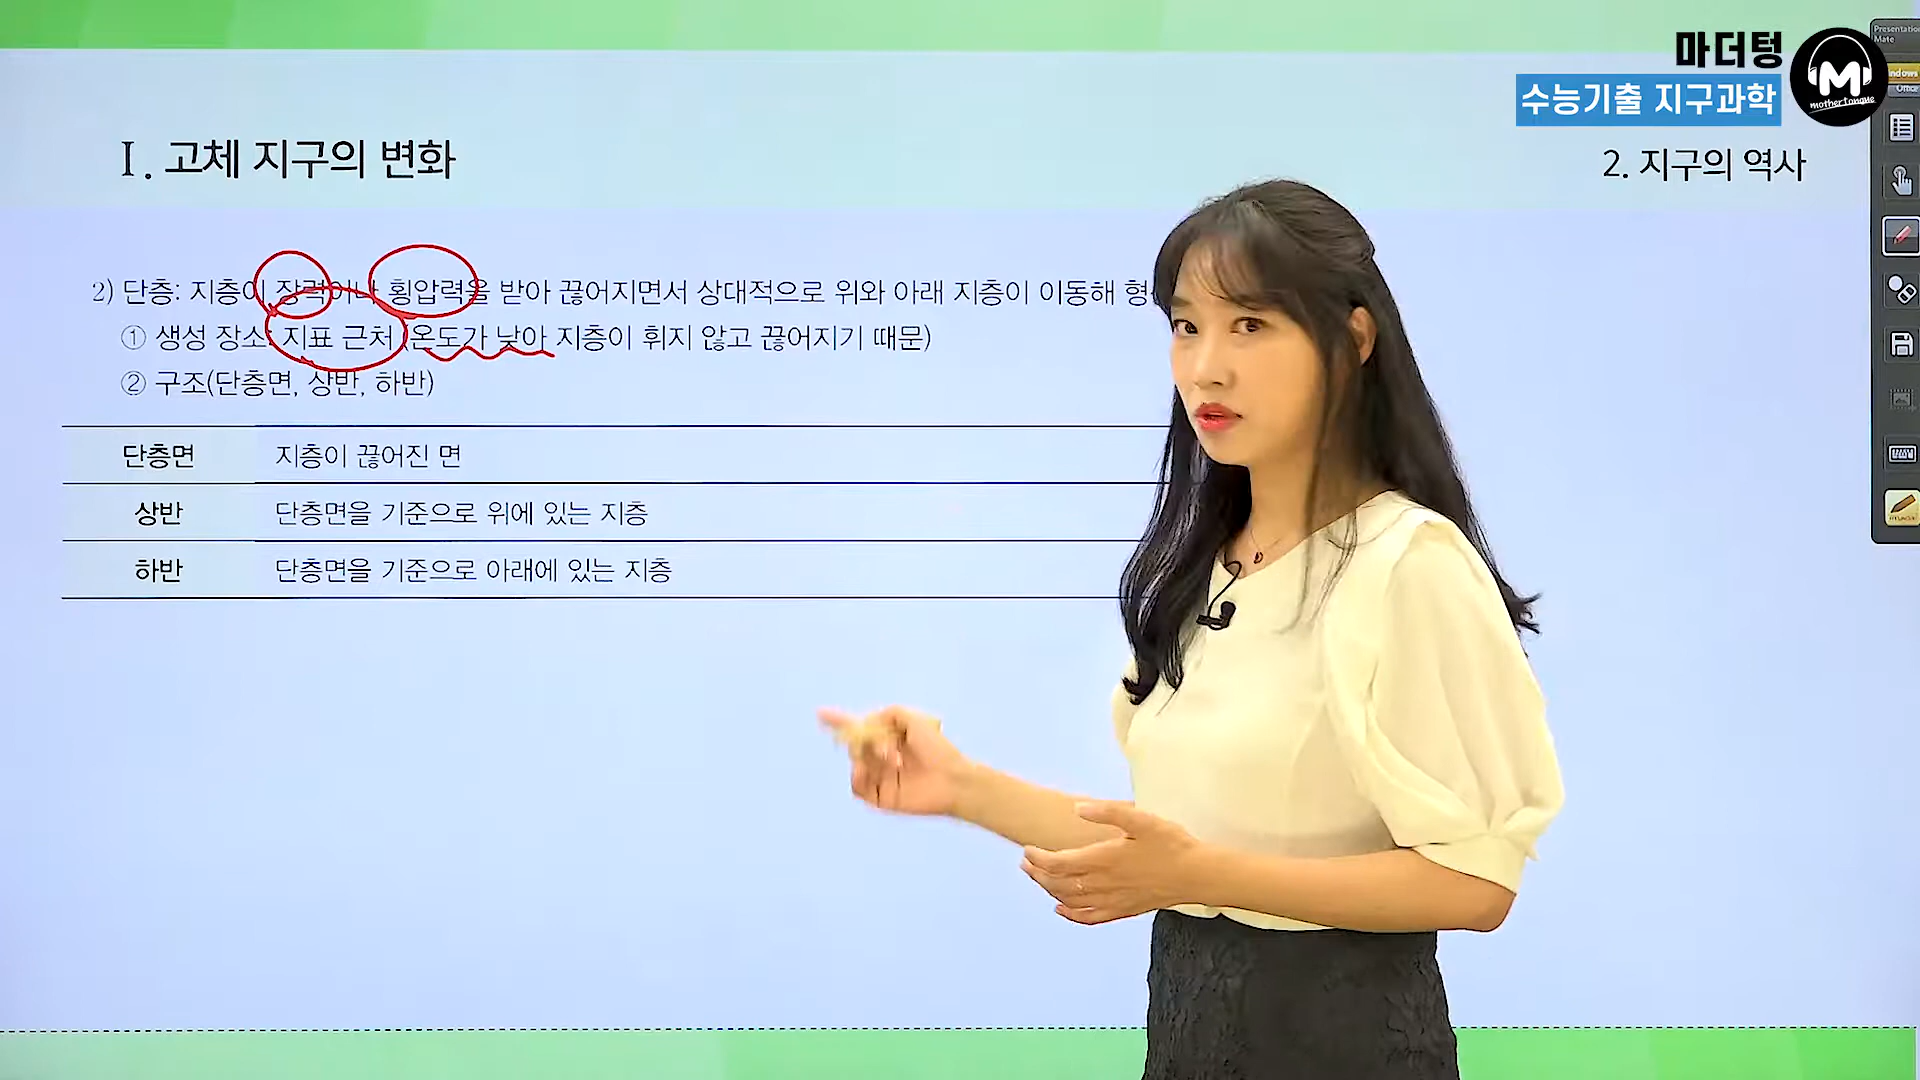 마더텅
수능기출 지구과학
M
mothertongue
Presentation
Mate
Windows
Office
Ⅰ. 고체 지구의 변화
2. 지구의 역사
2) 단층: 지층이 장력이나 횡압력을 받아 끊어지면서 상대적으로 위와 아래 지층이 이동해
① 생성 장소: 지표 근처 (온도가 낮아 지층이 휘지 않고 끊어지기 때문)
② 구조(단층면, 상반, 하반)
단층면 지층이 끊어진 면
상반 단층면을 기준으로 위에 있는 지층
하반 단층면을 기준으로 아래에 있는 지층